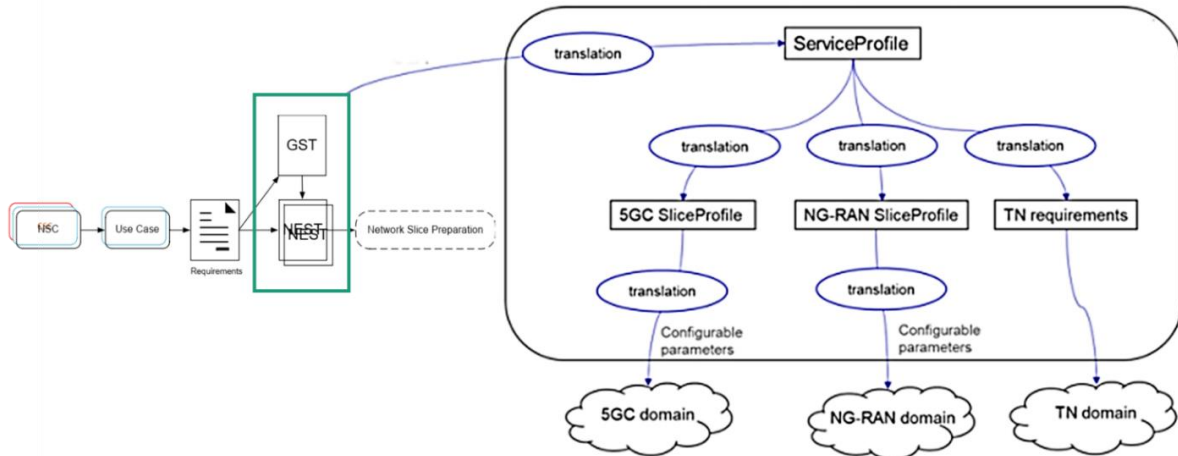 translation
ServiceProfile
GST
translation
translation
translation
NSC
Use Case
NEST
NEST
Network Slice Preparation
Requirements
5GC SliceProfile
NG-RAN SliceProfile
TN requirements
translation
translation
Configurable
parameters
Configurable
parameters
5GC domain
NG-RAN domain
TN domain